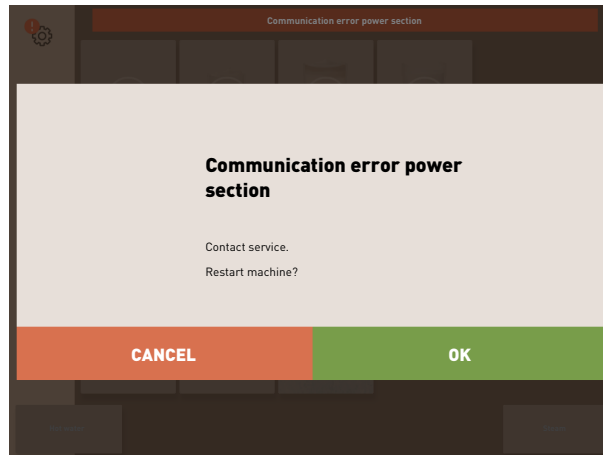 Communication error power section
Communication error power
section
Contact service.
Restart machine?
CANCEL
OK